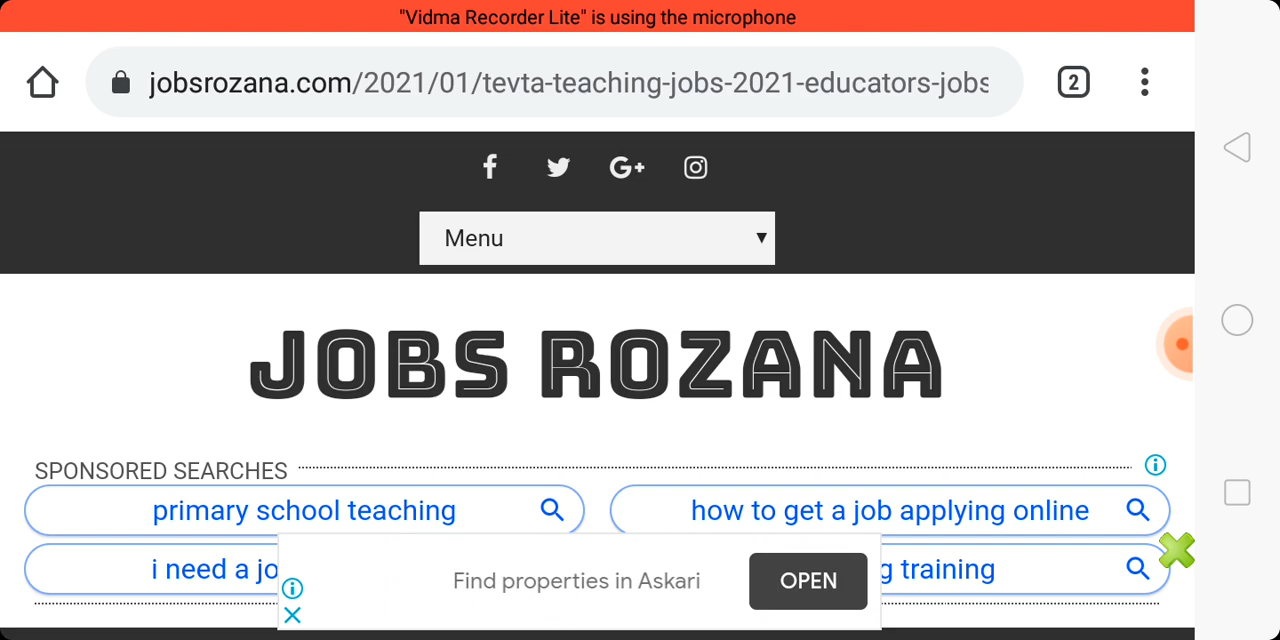 "Vidma Recorder Lite" is using the microphone
jobsrozana.com/2021/01/tevta-teaching-jobs-2021-educators-jobs
2
f G+
Menu
JOBS ROZANA
SPONSORED SEARCHES
primary school teaching
how to get a job applying online
i need a jo
g training
Find properties in Askari
OPEN